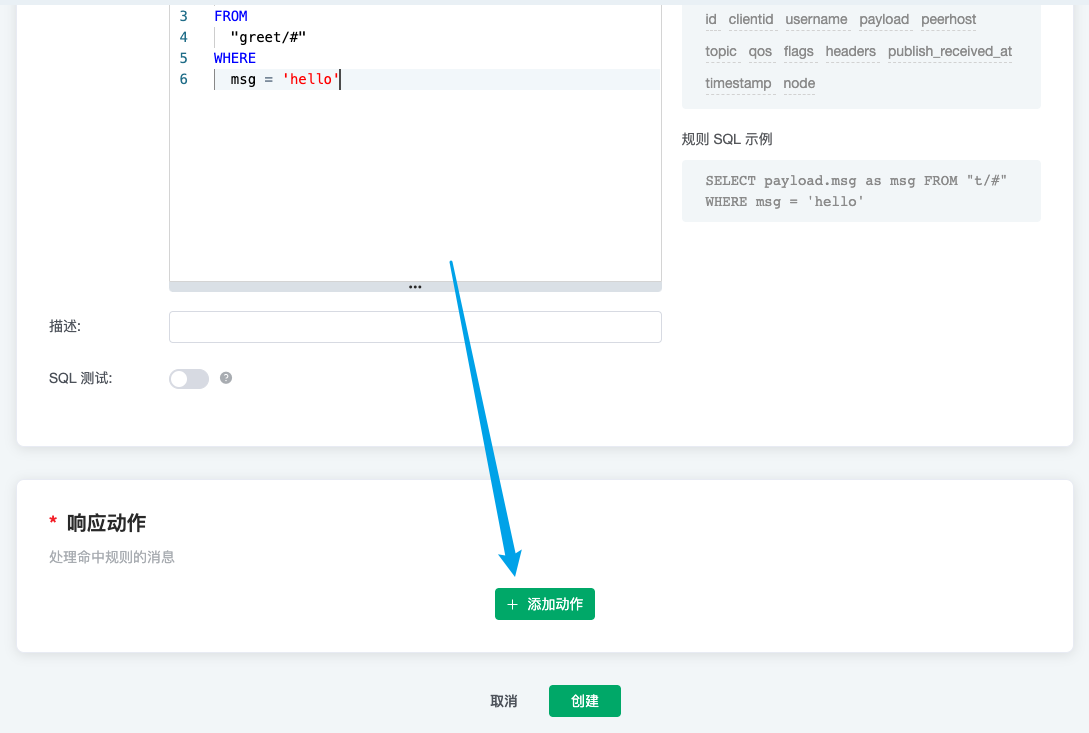 3 FROM
4 "greet/#"
5 WHERE
6 msg = 'hello'
id clientid username payload peerhost
topic qos flags headers publish_received_at
timestamp node
规则 SQL 示例
SELECT payload.msg as msg FROM "t/#"
WHERE msg = 'hello'
描述:
SQL 测试:
?
* 响应动作
处理命中规则的消息
+ 添加动作
取消 创建